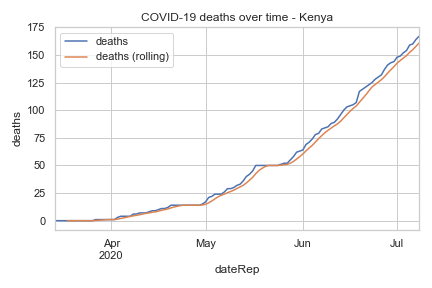 COVID-19 deaths over time - Kenya
175
150
125
100
75
50
25
0
deaths
deaths
deaths (rolling)
Apr
2020
May
Jun
Jul
dateRep